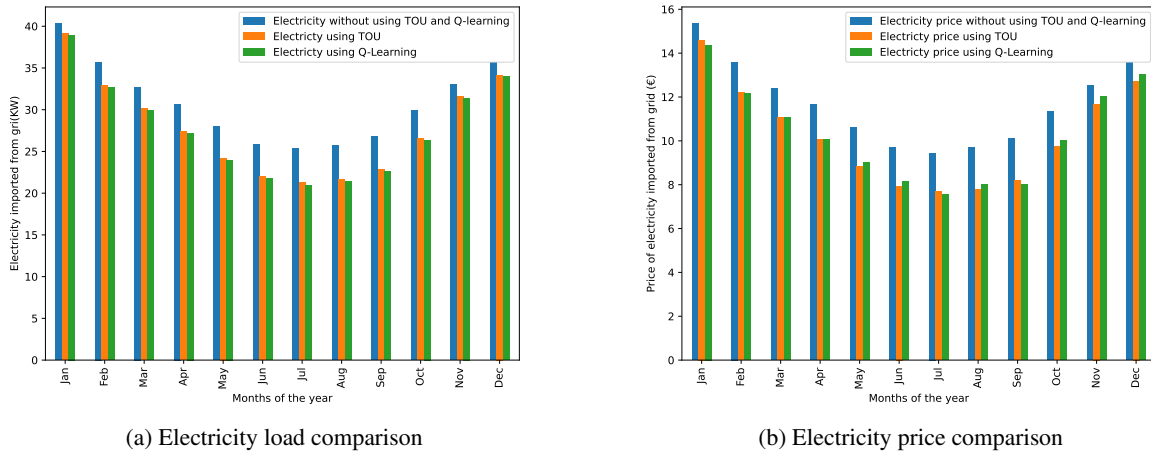 Electricity without using TOU and Q-learning
Electricty using TOU
Electricty using Q-Learning
40
35
30
25
20
15
10
5
0
Electricity imported from gri(KW)
Jan
Feb
Mar
Apr
May
Jun
Jul
Aug
Sep
Oct
Nov
Dec
Months of the year
(a) Electricity load comparison
Electricity price without using TOU and Q-learning
Electricty price using TOU
Electricty price using Q-Learning
16
14
12
10
8
6
4
2
0
Price of electricity imported from grid (€)
Jan
Feb
Mar
Apr
May
Jun
Jul
Aug
Sep
Oct
Nov
Dec
Months of the year
(b) Electricity price comparison